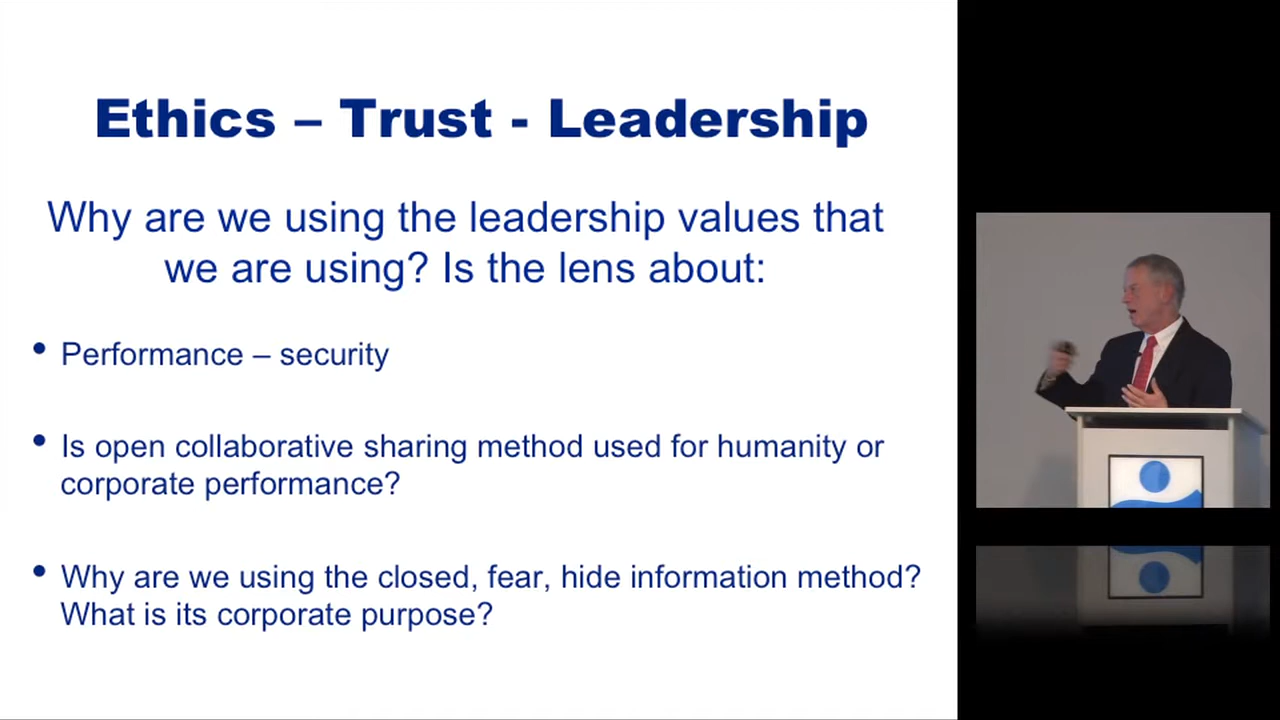 Ethics – Trust - Leadership
Why are we using the leadership values that
we are using? Is the lens about:
• Performance – security
• Is open collaborative sharing method used for humanity or
corporate performance?
• Why are we using the closed, fear, hide information method?
What is its corporate purpose?